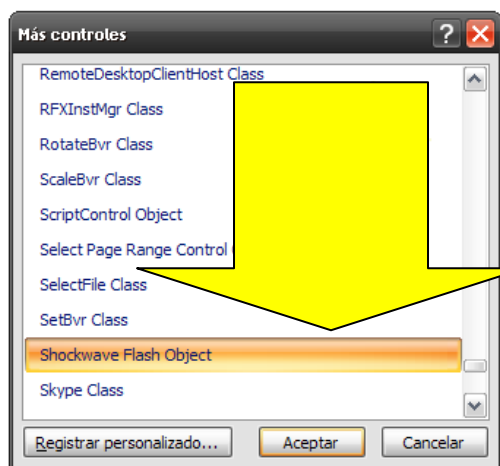 Más controles
RemoteDesktopClientHost Class
RFXInstMgr Class
RotateBvr Class
ScaleBvr Class
ScriptControl Object
Select Page Range Control
SelectFile Class
SetBvr Class
Shockwave Flash Object
Skype Class
Registrar personalizado... Aceptar Cancelar